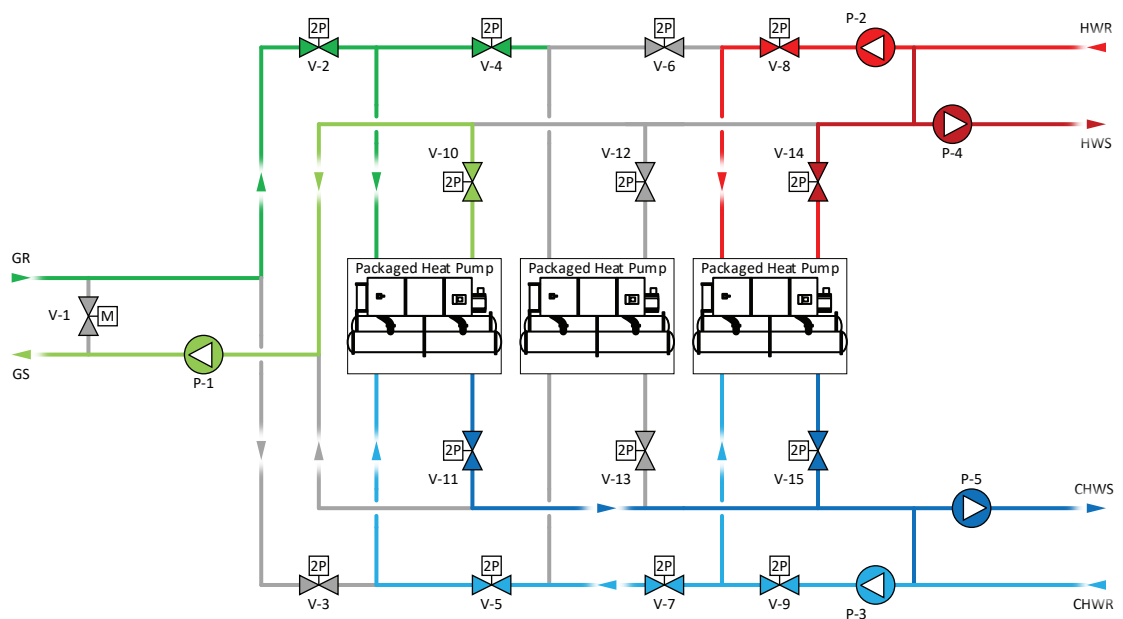 P-2
2P
2P
2P
2P
HWR
V-2
V-4
V-6
V-8
V-10
V-12
V-14
P-4
HWS
2P
2P
2P
GR
Packaged Heat Pump
Packaged Heat Pump
Packaged Heat Pump
V-1
M
GS
P-1
2P
2P
2P
V-11
V-13
V-15
P-5
CHWS
2P
2P
2P
2P
V-3
V-5
V-7
V-9
P-3
CHWR